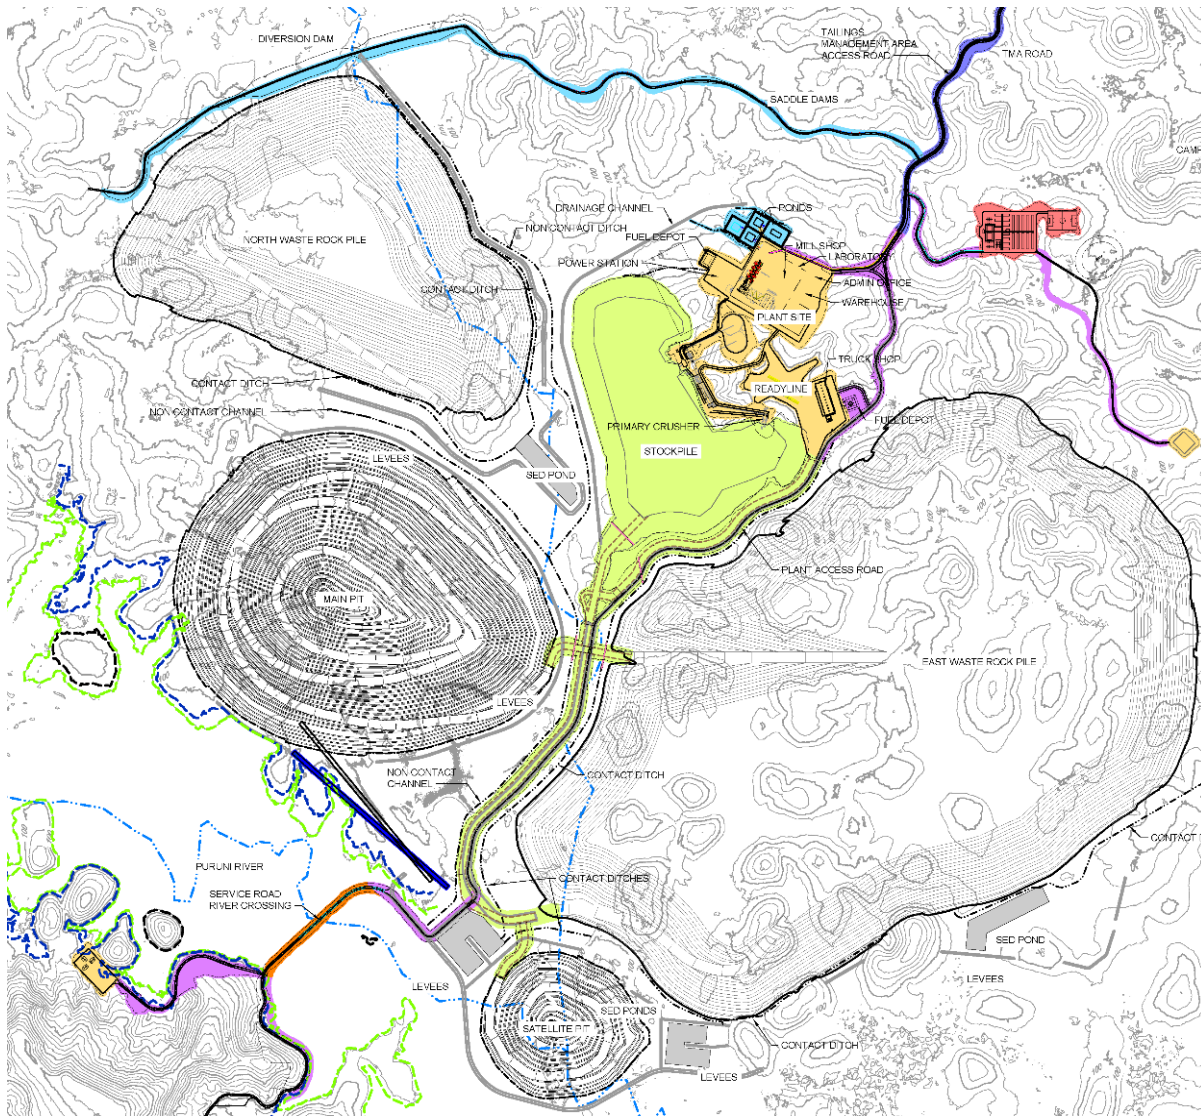 DIVERSION DAM
TAILINGS
MANAGEMENT AREA
ACCESS ROAD
TMA ROAD
SADDLE DAMS
CAMP
DRAINAGE CHANNEL
PONDS
NON CONTACT DITCH
NORTH WASTE ROCK PILE
FUEL DEPOT
MILL SHOP
LABORATORY
POWER STATION
ADMIN OFFICE
CONTACT DITCH
WAREHOUSE
PLANT SITE
TRUCK SHOP
CONTACT DITCH
READYLINE
NON CONTACT CHANNEL
PRIMARY CRUSHER
FUEL DEPOT
LEVEES
STOCKPILE
SED POND
PLANT ACCESS ROAD
MAIN PIT
EAST WASTE ROCK PILE
LEVEES
NON CONTACT
CHANNEL
CONTACT DITCH
CONTACT
PURUNI RIVER
CONTACT DITCHES
SERVICE ROAD
RIVER CROSSING
SED POND
LEVEES
LEVEES
SED PONDS
SATELLITE PIT
CONTACT DITCH
LEVEES